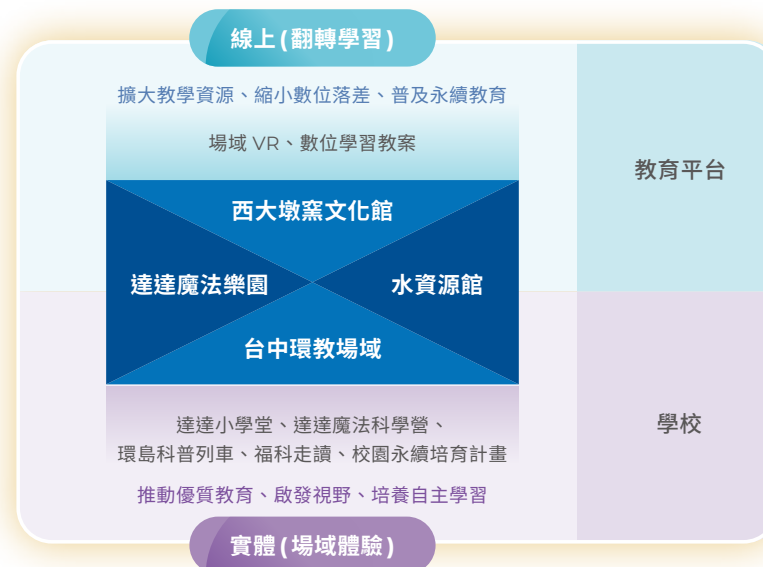 線上(翻轉學習)
擴大教學資源、縮小數位落差、普及永續教育
場域 VR、數位學習教案
教育平台
西大墩窯文化館
達達魔法樂園
水資源館
台中環教場域
達達小學堂、達達魔法科學營、
環島科普列車、福科走讀、校園永續培育計畫
學校
推動優質教育、啟發視野、培養自主學習
實體(場域體驗)